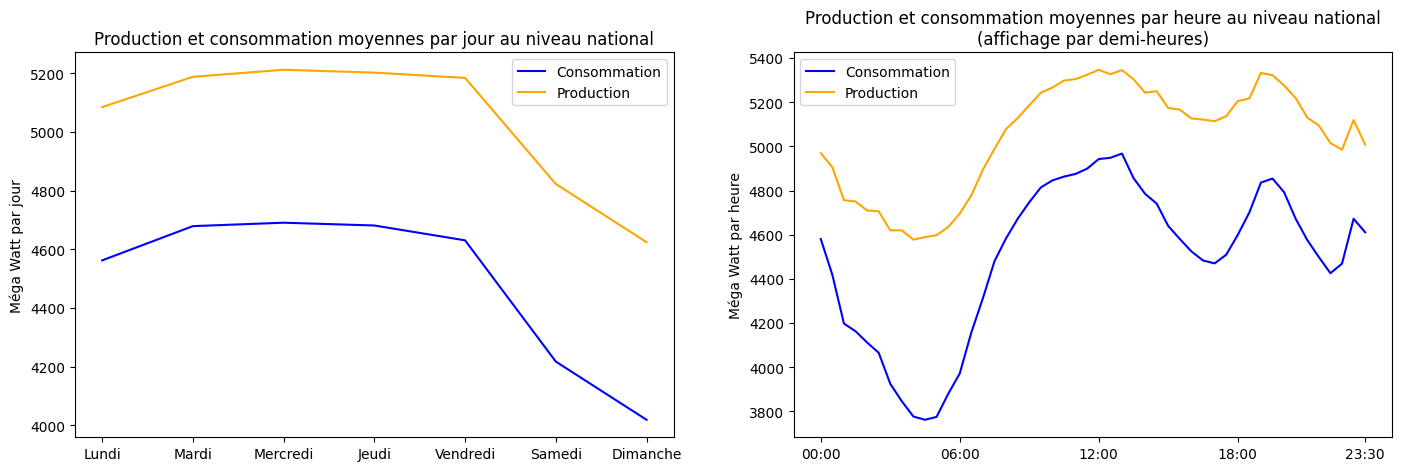 Production et consommation moyennes par jour au niveau national
Consommation
Production
Méga Watt par jour
5200
5000
4800
4600
4400
4200
4000
Lundi
Mardi
Mercredi
Jeudi
Vendredi
Samedi
Dimanche
Production et consommation moyennes par heure au niveau national
(affichage par demi-heures)
Consommation
Production
Méga Watt par heure
5400
5200
5000
4800
4600
4400
4200
4000
3800
00:00
06:00
12:00
18:00
23:30